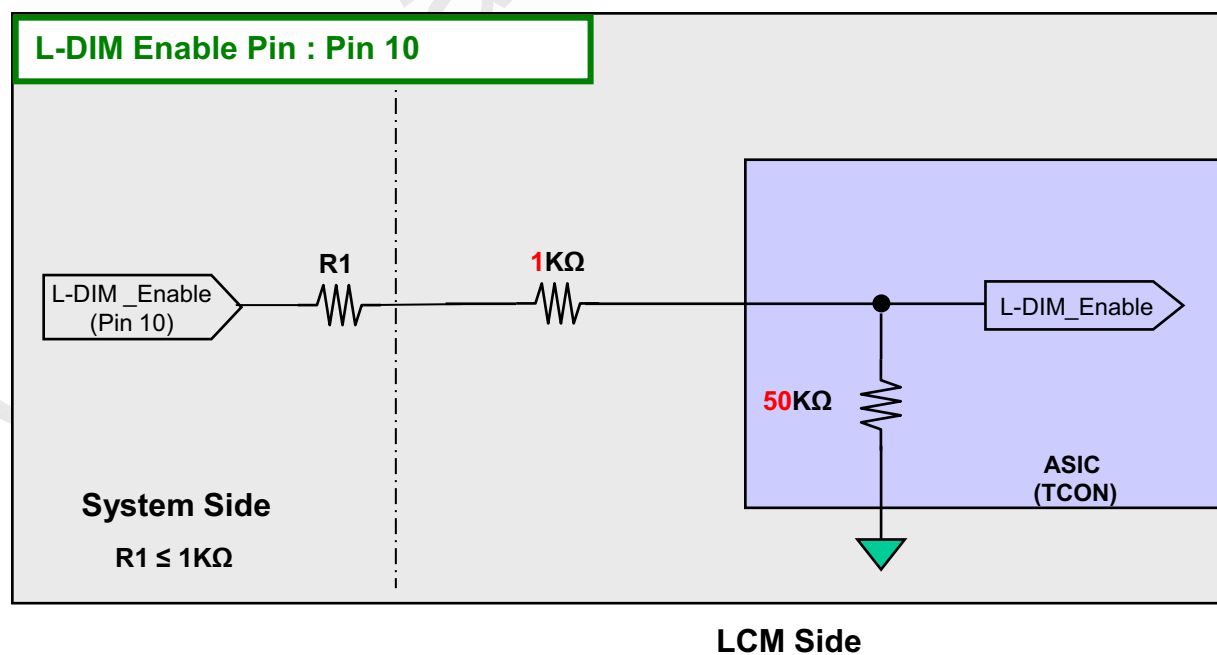 L-DIM Enable Pin : Pin 10
R1
1KΩ
L-DIM _Enable
(Pin 10)
L-DIM_Enable
50KΩ
ASIC
(TCON)
System Side
R1 ≤ 1KΩ
LCM Side